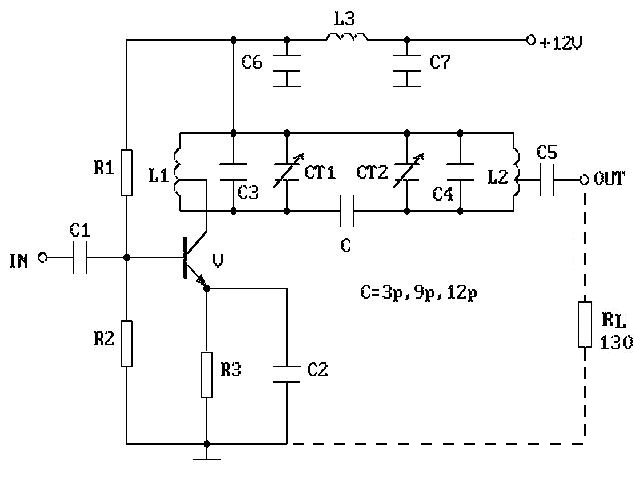 L3
C6
C7
+12V
R1
L1
C3
CT1
CT2
C4
L2
C5
OUT
C1
IN
V
C
C=3p,9p,12p
R2
R3
C2
RL
130